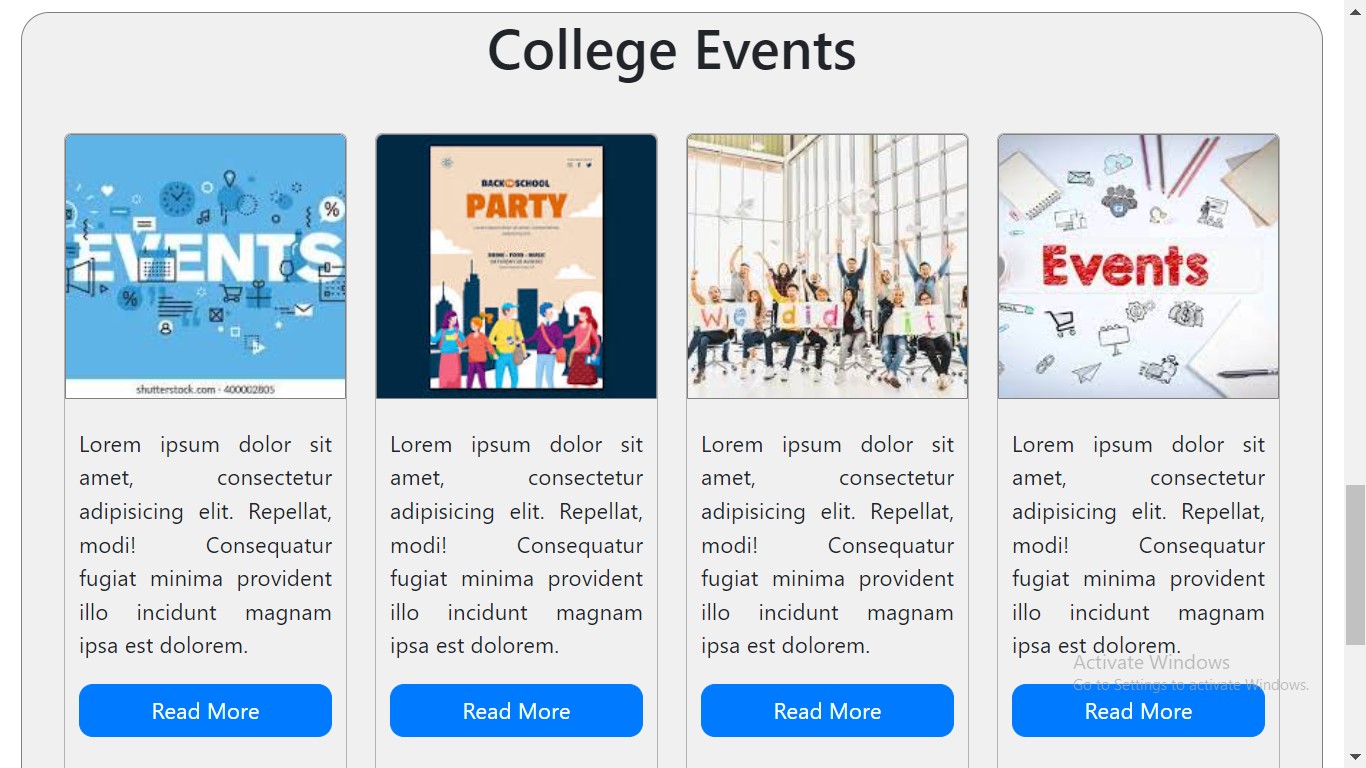 College Events
EVENTS
%
%
shutterstock.com · 400002805
BACK TO SCHOOL
PARTY
DRINK · FOOD · MUSIC
We did it
Events
Lorem ipsum dolor sit
amet, consectetur
adipisicing elit. Repellat,
modi! Consequatur
fugiat minima provident
illo incidunt magnam
ipsa est dolorem.
Read More
Lorem ipsum dolor sit
amet, consectetur
adipisicing elit. Repellat,
modi! Consequatur
fugiat minima provident
illo incidunt magnam
ipsa est dolorem.
Read More
Lorem ipsum dolor sit
amet, consectetur
adipisicing elit. Repellat,
modi! Consequatur
fugiat minima provident
illo incidunt magnam
ipsa est dolorem.
Read More
Lorem ipsum dolor sit
amet, consectetur
adipisicing elit. Repellat,
modi! Consequatur
fugiat minima provident
illo incidunt magnam
ipsa est dolorem.
Read More
Activate Windows
Go to Settings to activate Windows.